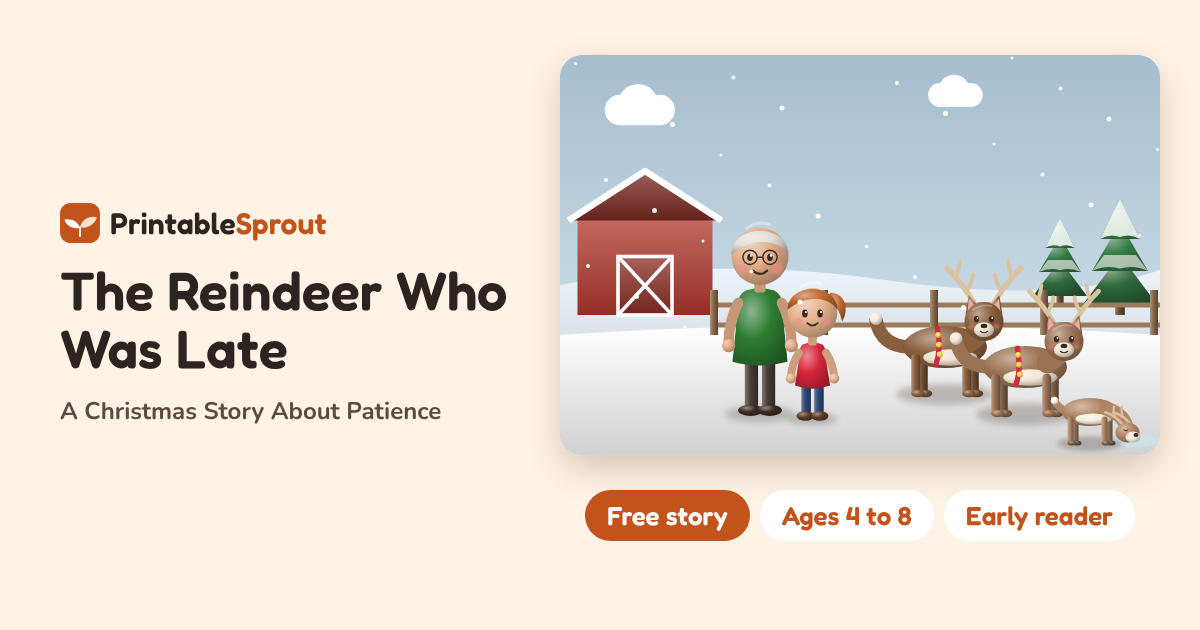 PrintableSprout
The Reindeer Who
Was Late
A Christmas Story About Patience
Free story
Ages 4 to 8
Early reader